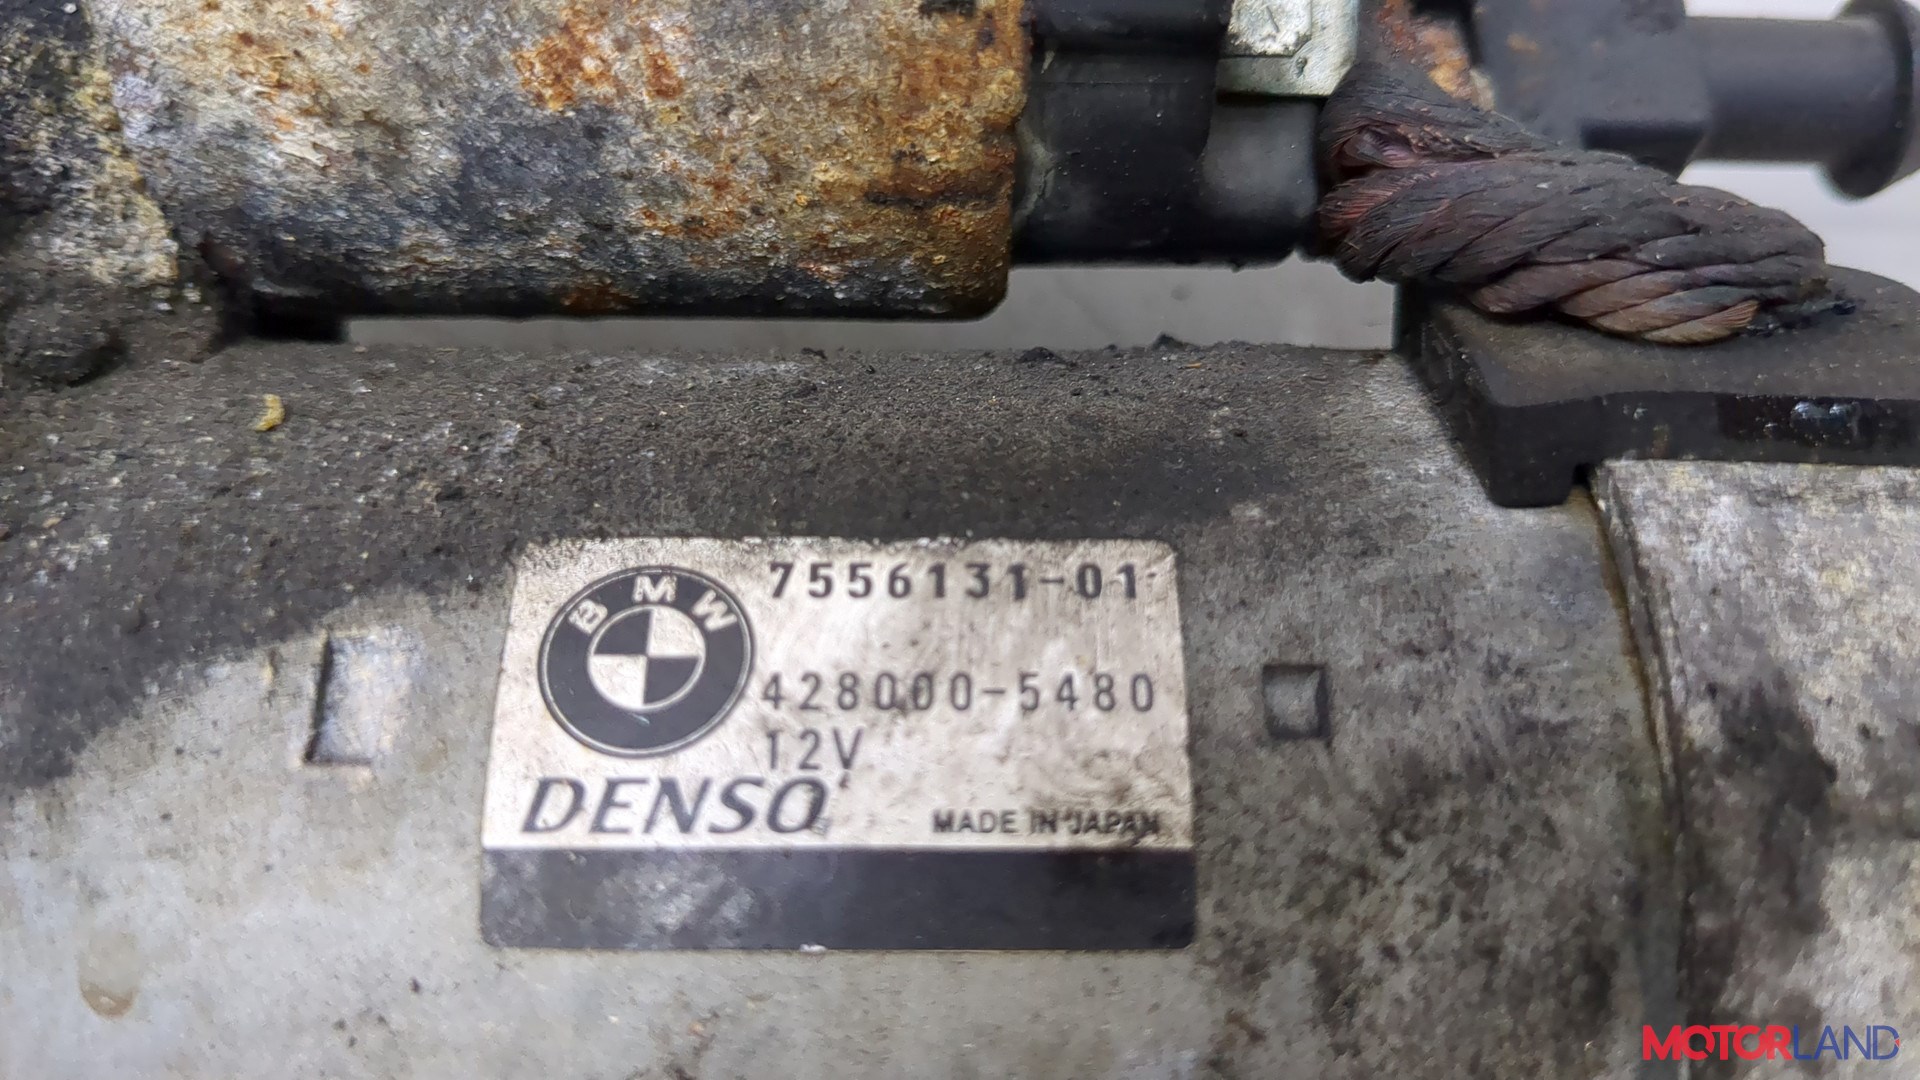 BMW
7556131-01
428000-5480
12V
DENSO
MADE IN JAPAN
MOTORLAND